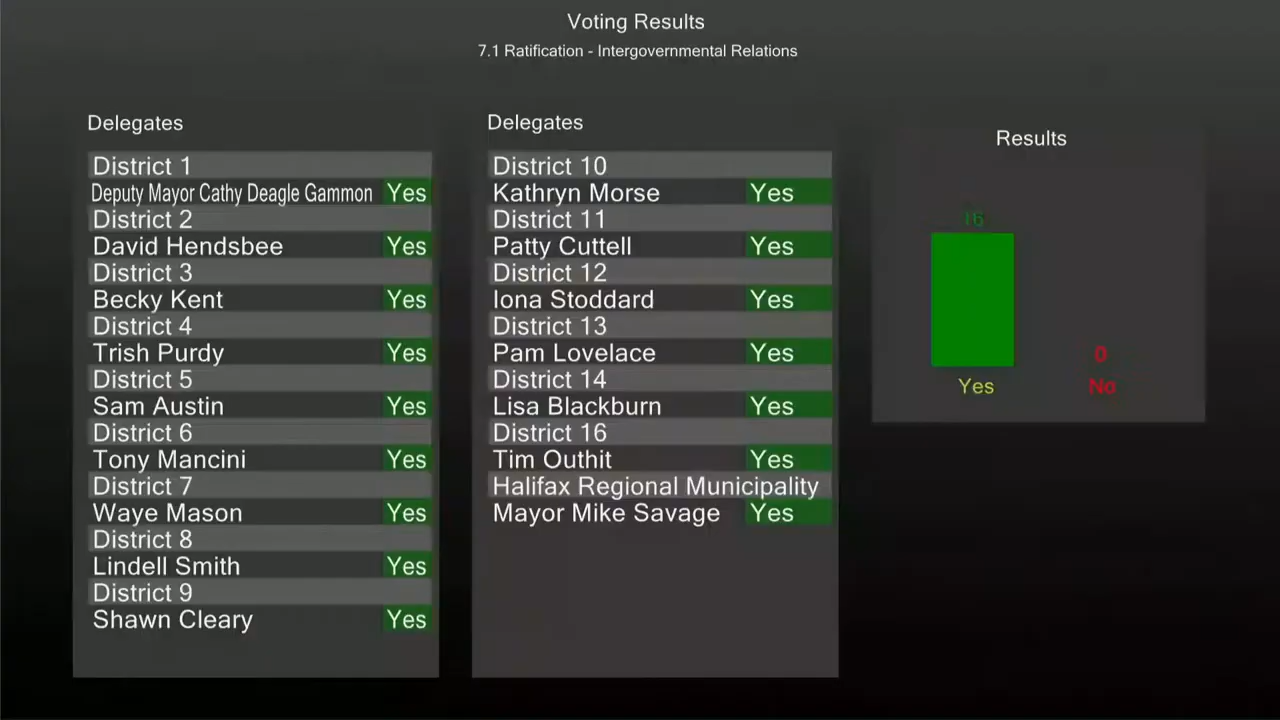 Voting Results
7.1 Ratification - Intergovernmental Relations
Delegates
District 1
Deputy Mayor Cathy Deagle Gammon Yes
District 2
David Hendsbee Yes
District 3
Becky Kent Yes
District 4
Trish Purdy Yes
District 5
Sam Austin Yes
District 6
Tony Mancini Yes
District 7
Waye Mason Yes
District 8
Lindell Smith Yes
District 9
Shawn Cleary Yes
Delegates
District 10
Kathryn Morse Yes
District 11
Patty Cuttell Yes
District 12
Iona Stoddard Yes
District 13
Pam Lovelace Yes
District 14
Lisa Blackburn Yes
District 16
Tim Outhit Yes
Halifax Regional Municipality
Mayor Mike Savage Yes
Results
16
0
Yes No